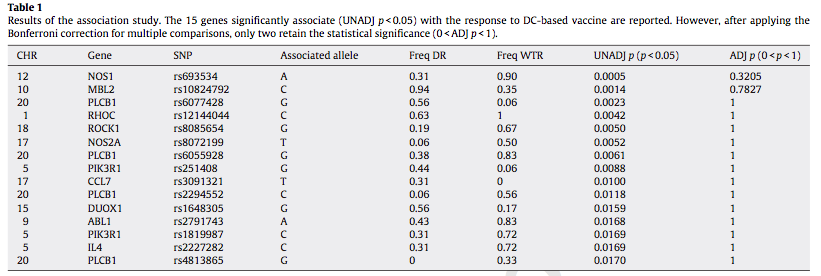 Table 1
Results of the association study. The 15 genes significantly associate (UNADJ p < 0.05) with the response to DC-based vaccine are reported. However, after applying the
Bonferroni correction for multiple comparisons, only two retain the statistical significance (0 < ADJ p < 1).
CHR Gene SNP Associated allele Freq DR Freq WTR UNADJ p (p < 0.05) ADJ p (0 < p < 1)
12 NOS1 rs693534 A 0.31 0.90 0.0005 0.3205
10 MBL2 rs10824792 C 0.94 0.35 0.0014 0.7827
20 PLCB1 rs6077428 G 0.56 0.06 0.0023 1
1 RHOC rs12144044 C 0.63 1 0.0042 1
18 ROCK1 rs8085654 G 0.19 0.67 0.0050 1
17 NOS2A rs8072199 T 0.06 0.50 0.0052 1
20 PLCB1 rs6055928 G 0.38 0.83 0.0061 1
5 PIK3R1 rs251408 G 0.44 0.06 0.0088 1
17 CCL7 rs3091321 T 0.31 0 0.0100 1
20 PLCB1 rs2294552 C 0.06 0.56 0.0118 1
15 DUOX1 rs1648305 G 0.56 0.17 0.0159 1
9 ABL1 rs2791743 A 0.43 0.83 0.0168 1
5 PIK3R1 rs1819987 C 0.31 0.72 0.0169 1
5 IL4 rs2227282 C 0.31 0.72 0.0169 1
20 PLCB1 rs4813865 G 0 0.33 0.0170 1